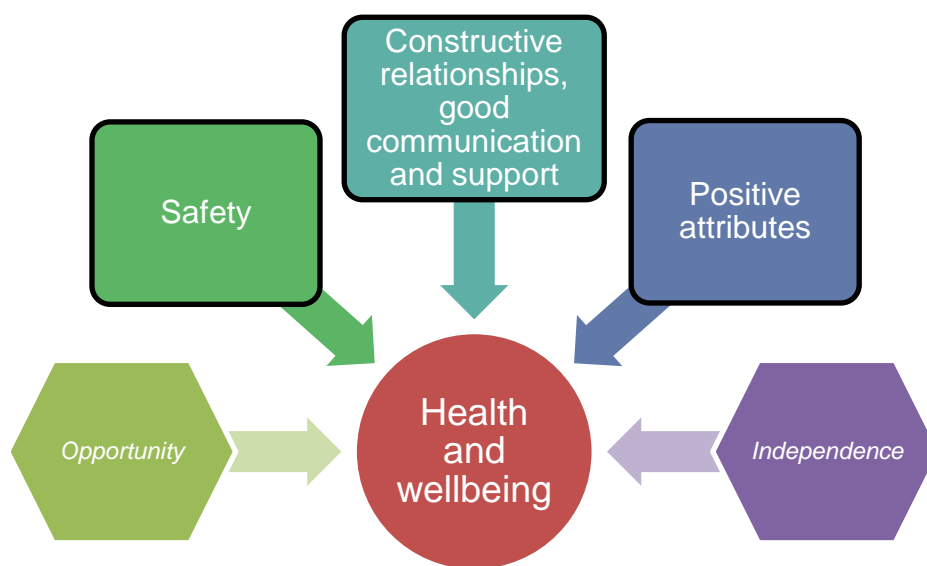 Constructive
relationships,
good
communication
and support
Safety
Positive
attributes
Opportunity
Health
and
wellbeing
Independence